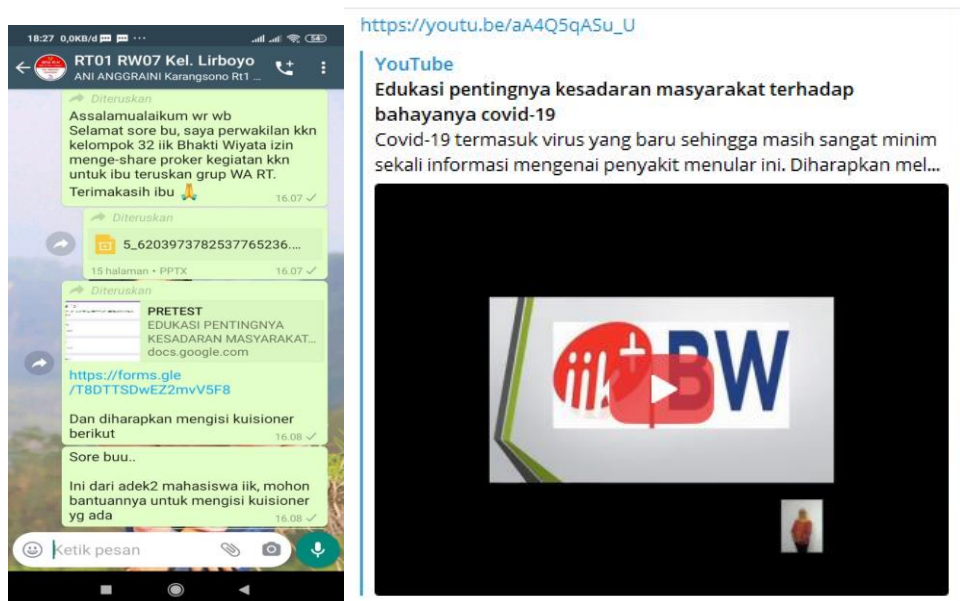 18:27 0,0KB/d ... 54
RT01 RW07 Kel. Lirboyo
ANI ANGGRAINI Karangsono Rt1 ...
Diteruskan
Assalamualaikum wr wb
Selamat sore bu, saya perwakilan kkn
kelompok 32 iik Bhakti Wiyata izin
menge-share proker kegiatan kkn
untuk ibu teruskan grup WA RT.
Terimakasih ibu 🙏
16.07
Diteruskan
5_6203973782537765236....
15 halaman • PPTX
16.07
Diteruskan
PRETEST
EDUKASI PENTINGNYA
KESADARAN MASYARAKAT...
docs.google.com
https://forms.gle
/T8DTTSDwEZ2mvV5F8
Dan diharapkan mengisi kuisioner
berikut
16.08
Sore buu..
Ini dari adek2 mahasiswa iik, mohon
bantuannya untuk mengisi kuisioner
yg ada
16.08
Ketik pesan
https://youtu.be/aA4Q5qASu_U
YouTube
Edukasi pentingnya kesadaran masyarakat terhadap
bahayanya covid-19
Covid-19 termasuk virus yang baru sehingga masih sangat minim
sekali informasi mengenai penyakit menular ini. Diharapkan mel...
iik+BW